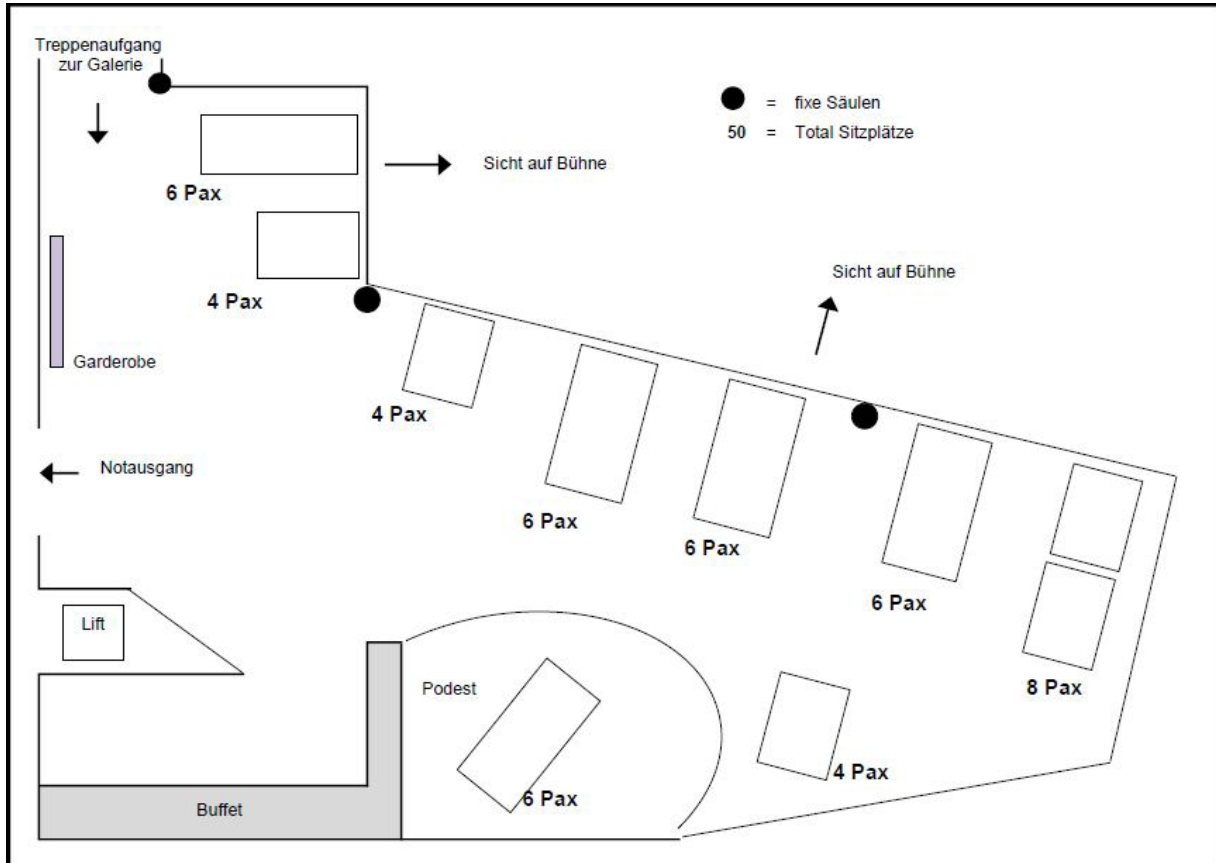 Treppenaufgang
zur Galerie
= fixe Säulen
50 = Total Sitzplätze
Sicht auf Bühne
6 Pax
4 Pax
Sicht auf Bühne
Garderobe
4 Pax
Notausgang
6 Pax
6 Pax
6 Pax
Lift
Podest
8 Pax
4 Pax
6 Pax
Buffet